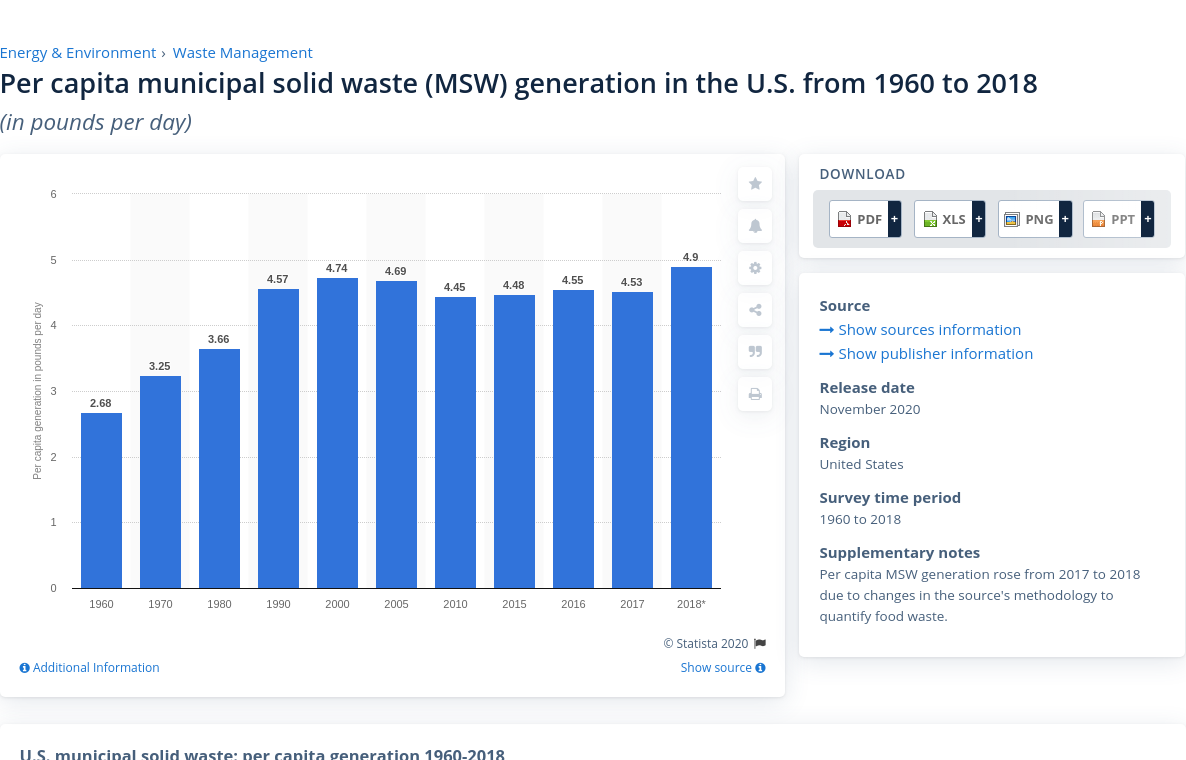 Energy & Environment › Waste Management
Per capita municipal solid waste (MSW) generation in the U.S. from 1960 to 2018
(in pounds per day)
Per capita generation in pounds per day
6
5
4
3
2
1
0
2.68
3.25
3.66
4.57
4.74
4.69
4.45
4.48
4.55
4.53
4.9
1960
1970
1980
1990
2000
2005
2010
2015
2016
2017
2018*
© Statista 2020
Additional Information
Show source
DOWNLOAD
PDF + XLS + PNG + PPT +
Source
Show sources information
Show publisher information
Release date
November 2020
Region
United States
Survey time period
1960 to 2018
Supplementary notes
Per capita MSW generation rose from 2017 to 2018
due to changes in the source's methodology to
quantify food waste.
U.S. municipal solid waste: per capita generation 1960-2018